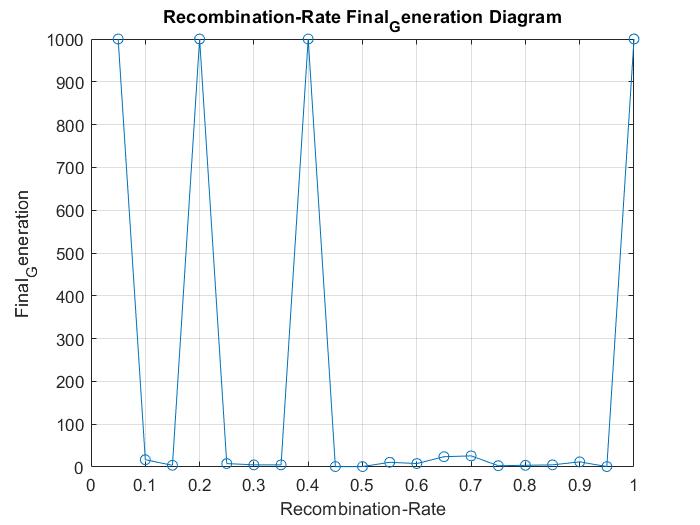 Recombination-Rate Final_Generation Diagram
1000
900
800
700
600
500
400
300
200
100
0
Final_Generation
0 0.1 0.2 0.3 0.4 0.5 0.6 0.7 0.8 0.9 1
Recombination-Rate